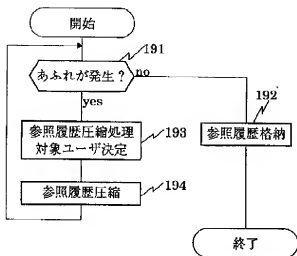 開始
191
あふれが発生？
no
yes
192
参照履歴圧縮処理
対象ユーザ決定
193
参照履歴格納
参照履歴圧縮
194
終了